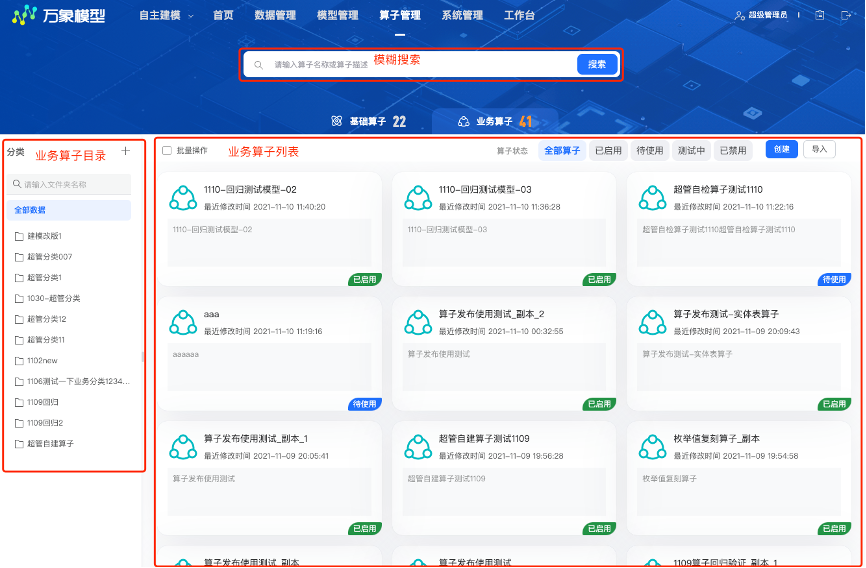 万象模型
自主建模 首页 数据管理 模型管理 算子管理 系统管理 工作台 超级管理员
请输入算子名称或算子描述 模糊搜索 搜索
基础算子 22 业务算子 41
分类 业务算子目录
请输入文件夹名称
全部数据
建模改版1
超管分类007
超管分类1
1030-超管分类
超管分类12
超管分类11
1102new
1106测试一下业务分类1234...
1109回归
1109回归2
超管自建算子
批量操作 业务算子列表 算子状态 全部算子 已启用 待使用 测试中 已禁用 创建 导入
1110-回归测试模型-02
最近修改时间 2021-11-10 11:40:20
1110-回归测试模型-02
已启用
1110-回归测试模型-03
最近修改时间 2021-11-10 11:36:28
1110-回归测试模型-03
已启用
超管自检算子测试1110
最近修改时间 2021-11-10 11:22:16
超管自检算子测试1110超管自检算子测试1110
待使用
aaa
最近修改时间 2021-11-10 11:19:16
aaaaaa
待使用
算子发布使用测试_副本_2
最近修改时间 2021-11-10 00:32:55
算子发布使用测试
已启用
算子发布测试-实体表算子
最近修改时间 2021-11-09 20:09:43
算子发布测试-实体表算子
已启用
算子发布使用测试_副本_1
最近修改时间 2021-11-09 20:05:41
算子发布使用测试
已启用
超管自建算子测试1109
最近修改时间 2021-11-09 19:56:28
超管自建算子测试1109
已启用
枚举值复刻算子_副本
最近修改时间 2021-11-09 19:54:58
枚举值复刻算子
已启用
算子发布使用测试_副本
算子发布使用测试
1109算子回归验证_副本_1